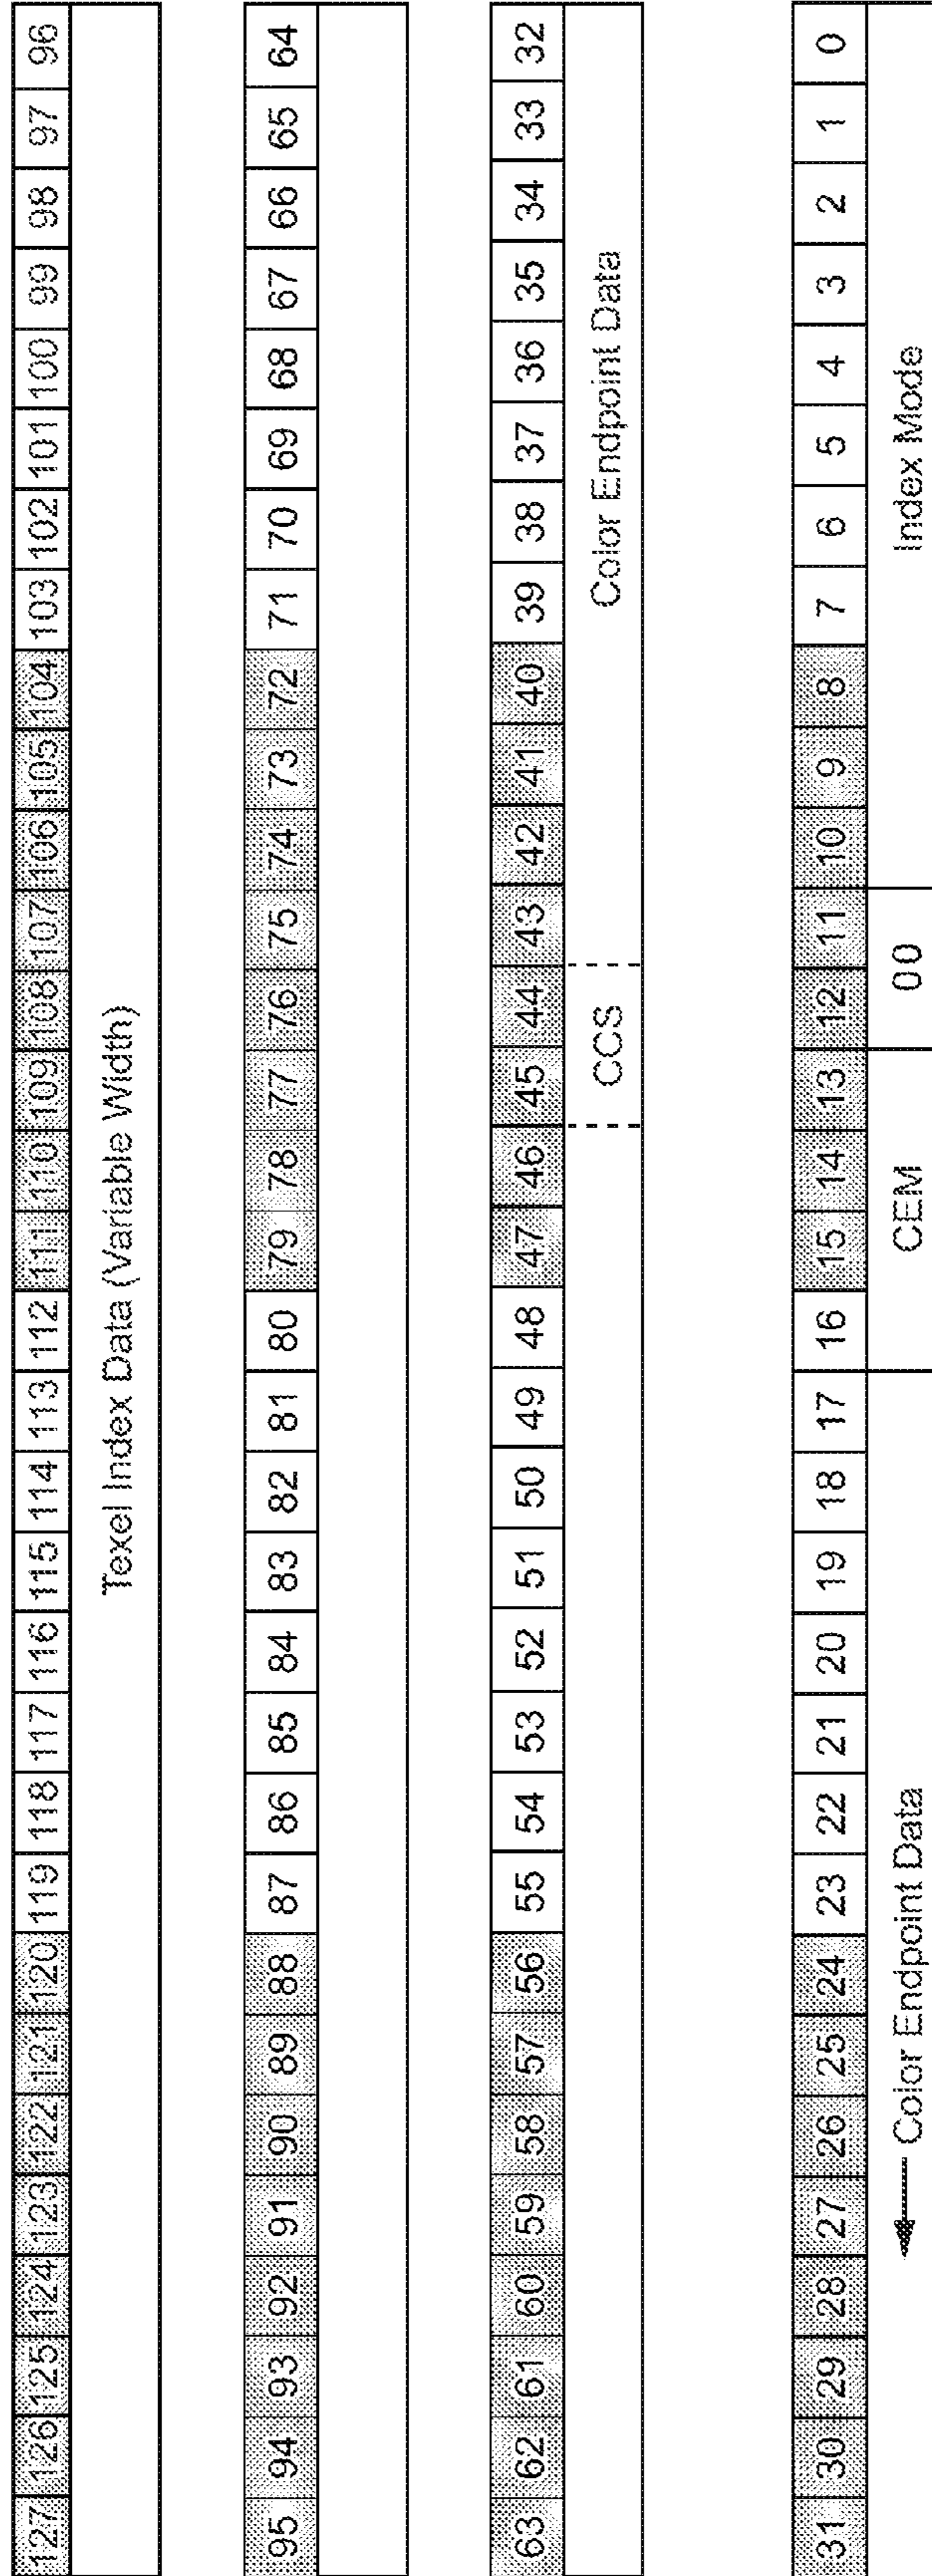 127 126 125 124 123 122 121 120 119 118 117 116 115 114 113 112 111 110 109 108 107 106 105 104 103 102 101 100 99 98 97 96
Texel Index Data (Variable Width)
95 94 93 92 91 90 89 88 87 86 85 84 83 82 81 80 79 78 77 76 75 74 73 72 71 70 69 68 67 66 65 64
63 62 61 60 59 58 57 56 55 54 53 52 51 50 49 48 47 46 45 44 43 42 41 40 39 38 37 36 35 34 33 32
CCS Color Endpoint Data
31 30 29 28 27 26 25 24 23 22 21 20 19 18 17 16 15 14 13 12 11 10 9 8 7 6 5 4 3 2 1 0
Color Endpoint Data CEM 00 Index Mode